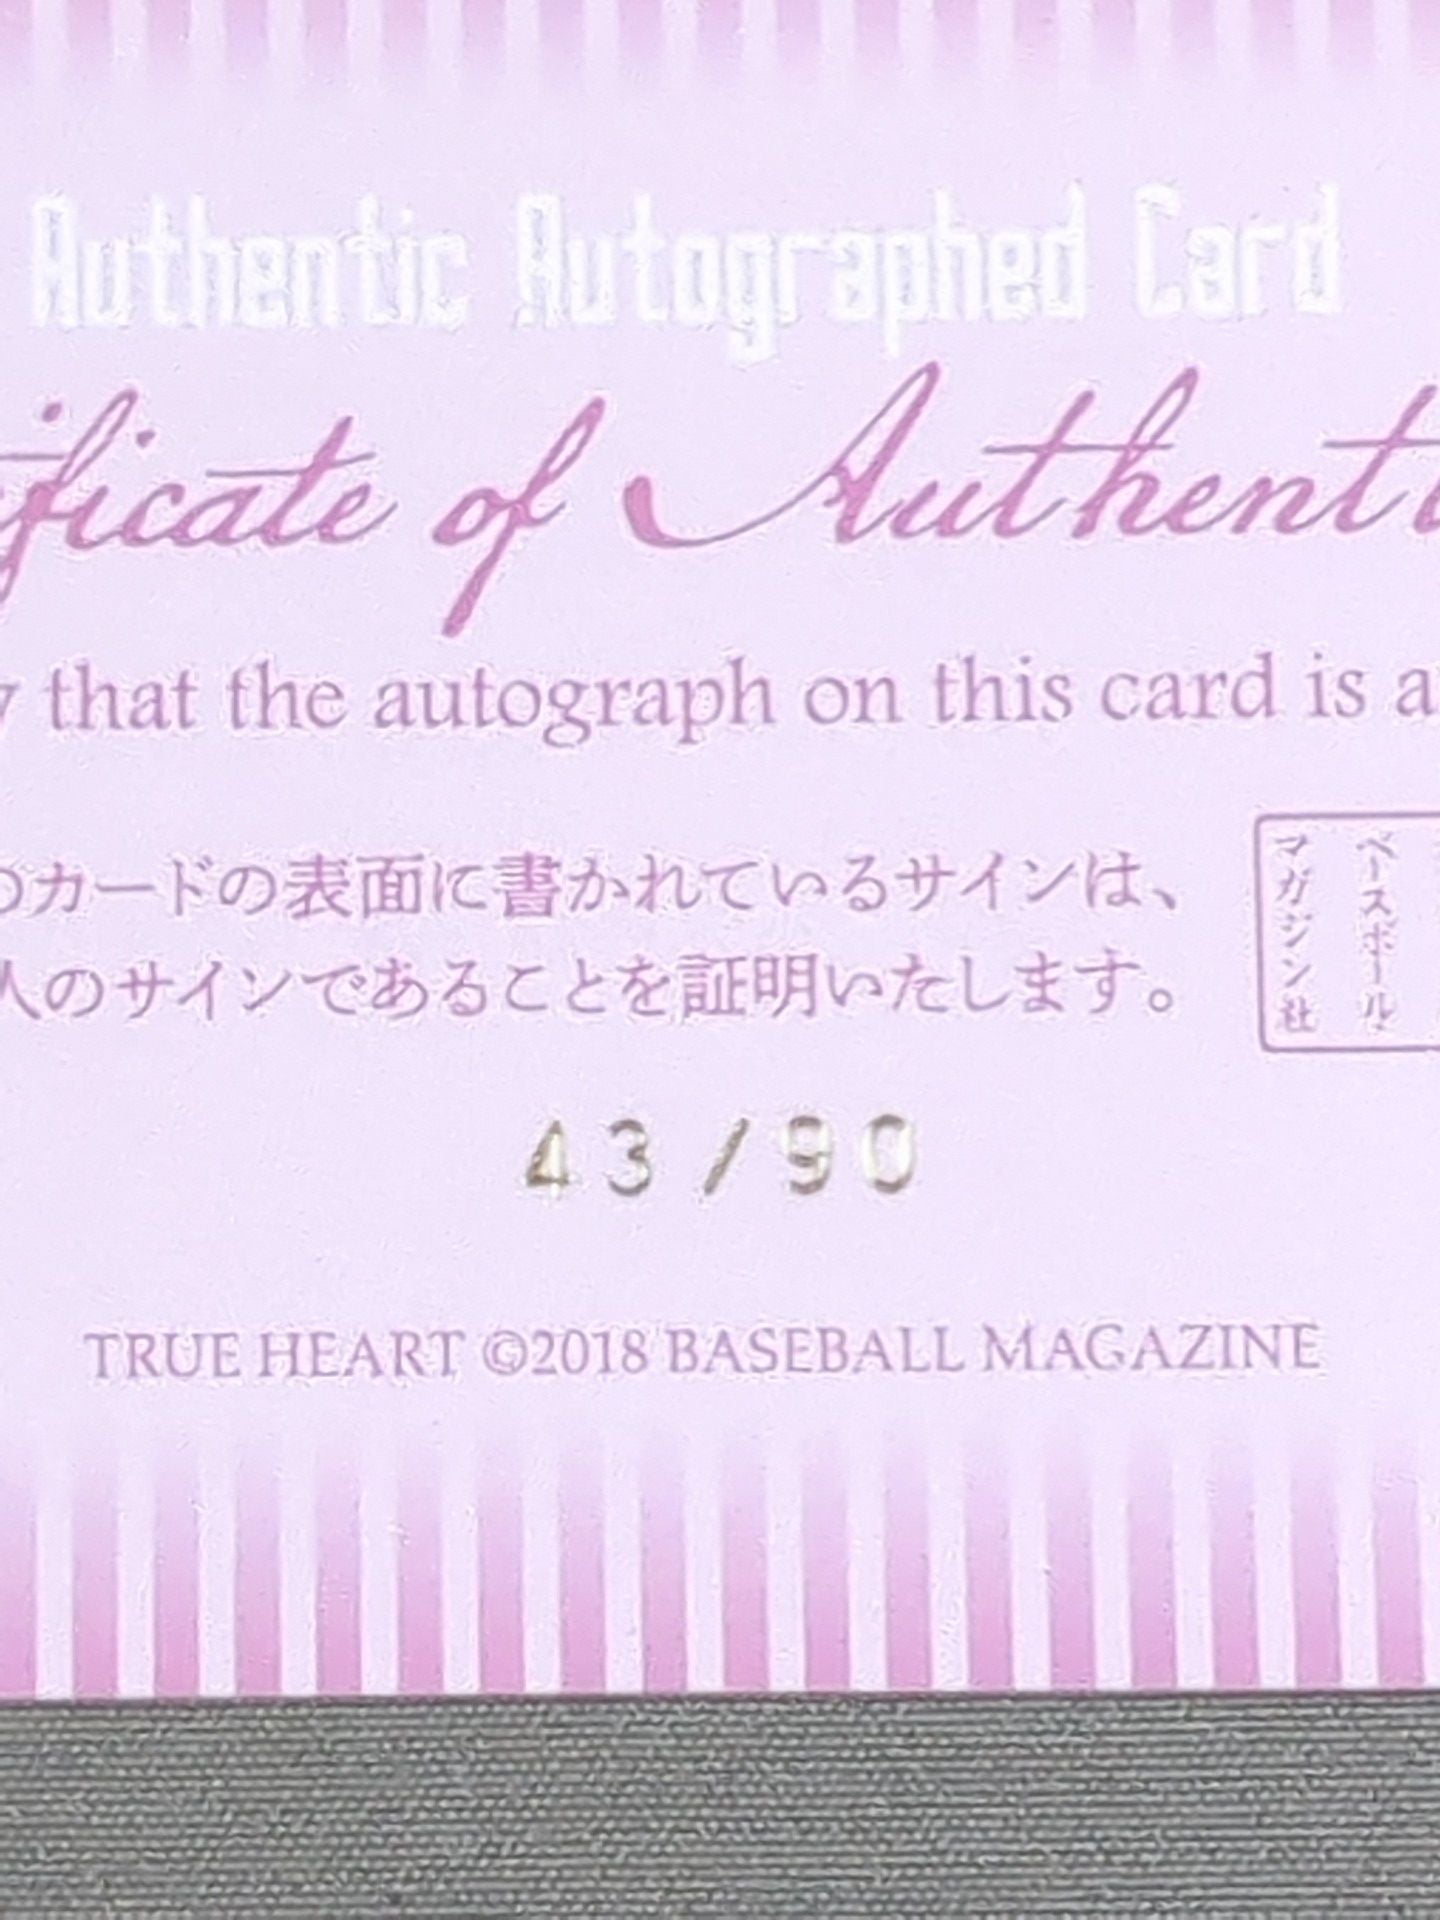 Authentic Autographed Card
ificate of Authenti
y that the autograph on this card is a
のカードの表面に書かれているサインは、
人のサインであることを証明いたします。
ベースボール
マガジン社
43/90
TRUE HEART ©2018 BASEBALL MAGAZINE